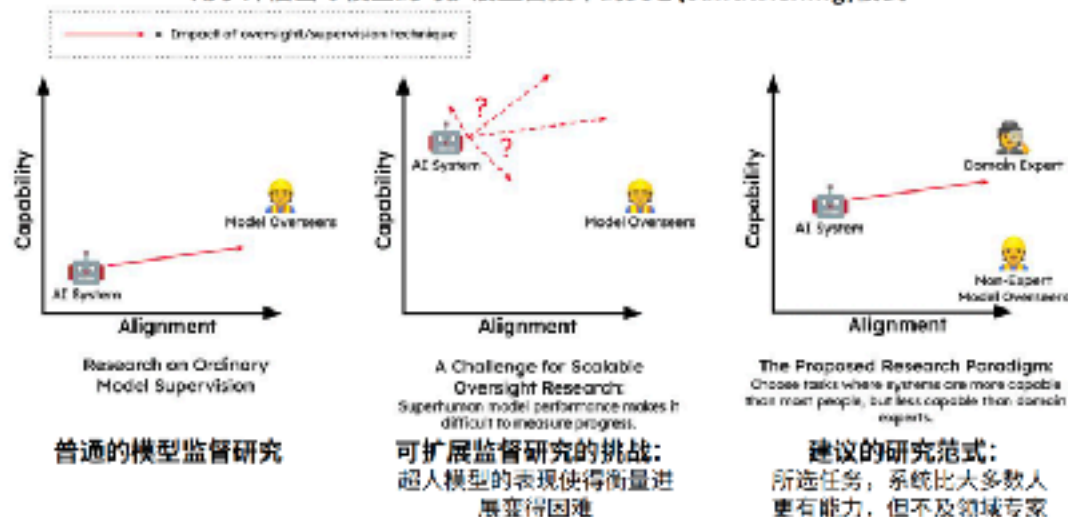 • Impact of oversight/supervision technique
Capability
AI System
Model Overseers
Alignment
Research on Ordinary
Model Supervision
普通的模型监督研究
Capability
?
?
AI System
Model Overseers
Alignment
A Challenge for Scalable
Oversight Research:
Superhuman model performance makes it
difficult to measure progress.
可扩展监督研究的挑战：
超人模型的表现使得衡量进
展变得困难
Capability
Domain Expert
AI System
Non-Expert
Model Overseers
Alignment
The Proposed Research Paradigm:
Choose tasks where systems are more capable
than most people, but less capable than domain
experts.
建议的研究范式：
所选任务，系统比大多数人
更有能力，但不及领域专家